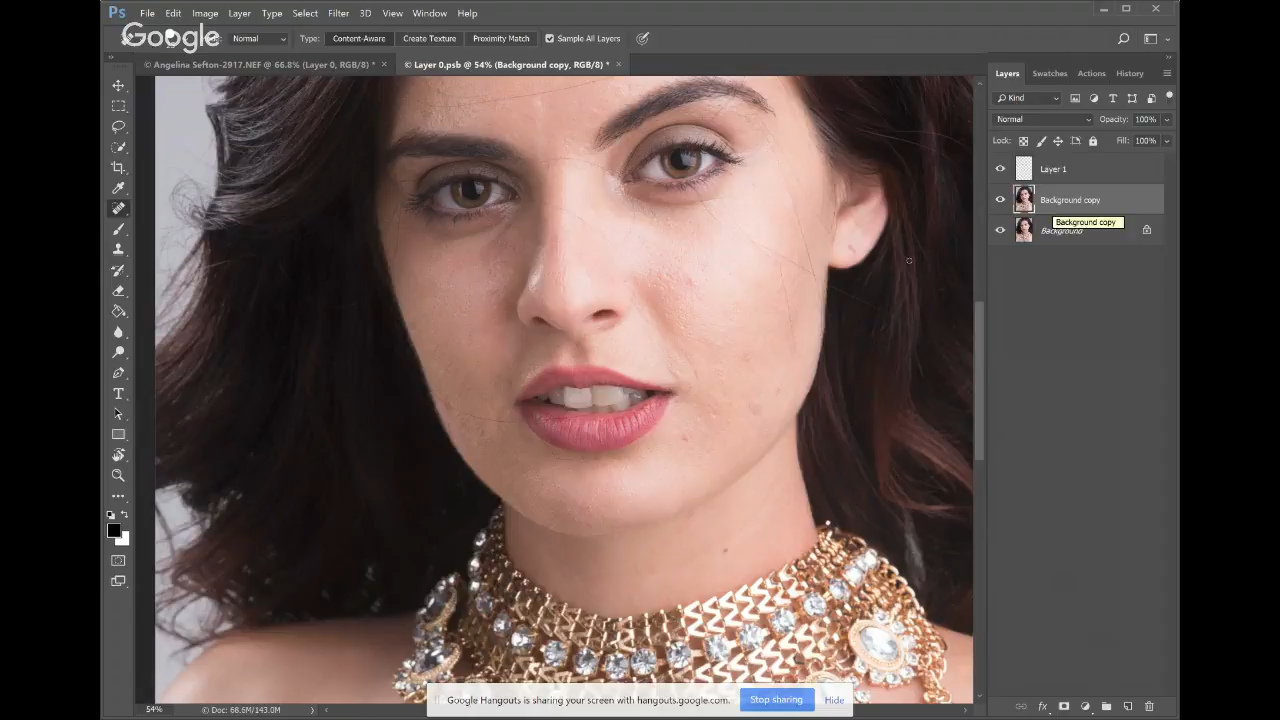 Ps File Edit Image Layer Type Select Filter 3D View Window Help
Google Normal Type: Content-Aware Create Texture Proximity Match Sample All Layers
© Angelina Sefton-2917.NEF @ 66.8% (Layer 0, RGB/8) * × © Layer 0.psb @ 54% (Background copy, RGB/8) * ×
Layers Swatches Actions History
Kind
Normal Opacity: 100%
Lock: Fill: 100%
Layer 1
Background copy
Background copy
Background
Google Hangouts is sharing your screen with hangouts.google.com. Stop sharing Hide
54% © Doc: 68.6M/143.0M